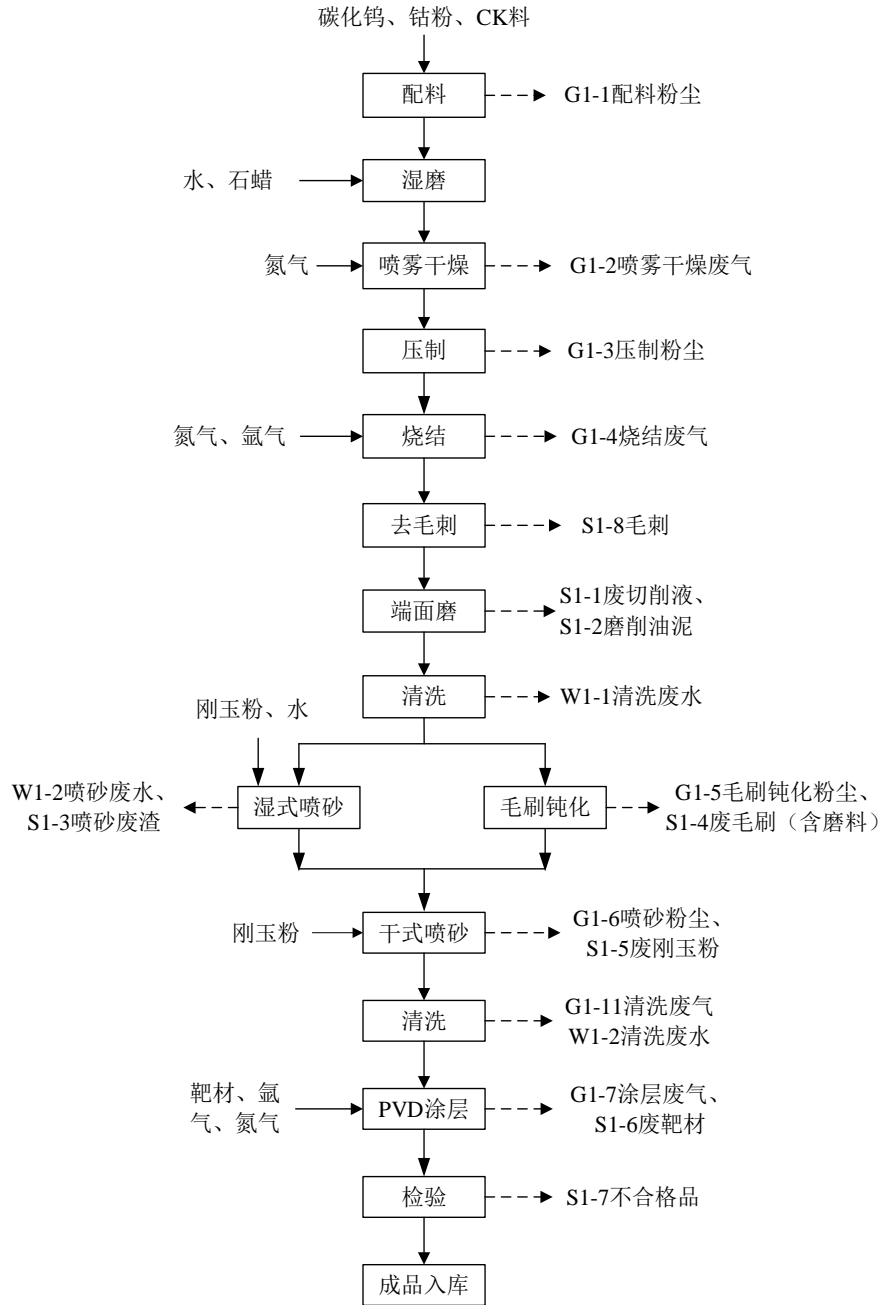 碳化钨、钴粉、CK料
配料
G1-1配料粉尘
水、石蜡
湿磨
氮气
喷雾干燥
G1-2喷雾干燥废气
压制
G1-3压制粉尘
氮气、氩气
烧结
G1-4烧结废气
去毛刺
S1-8毛刺
端面磨
S1-1废切削液、
S1-2磨削油泥
清洗
W1-1清洗废水
刚玉粉、水
W1-2喷砂废水、
S1-3喷砂废渣
湿式喷砂
毛刷钝化
G1-5毛刷钝化粉尘、
S1-4废毛刷（含磨料）
刚玉粉
干式喷砂
G1-6喷砂粉尘、
S1-5废刚玉粉
清洗
G1-11清洗废气
W1-2清洗废水
靶材、氩
气、氮气
PVD涂层
G1-7涂层废气、
S1-6废靶材
检验
S1-7不合格品
成品入库